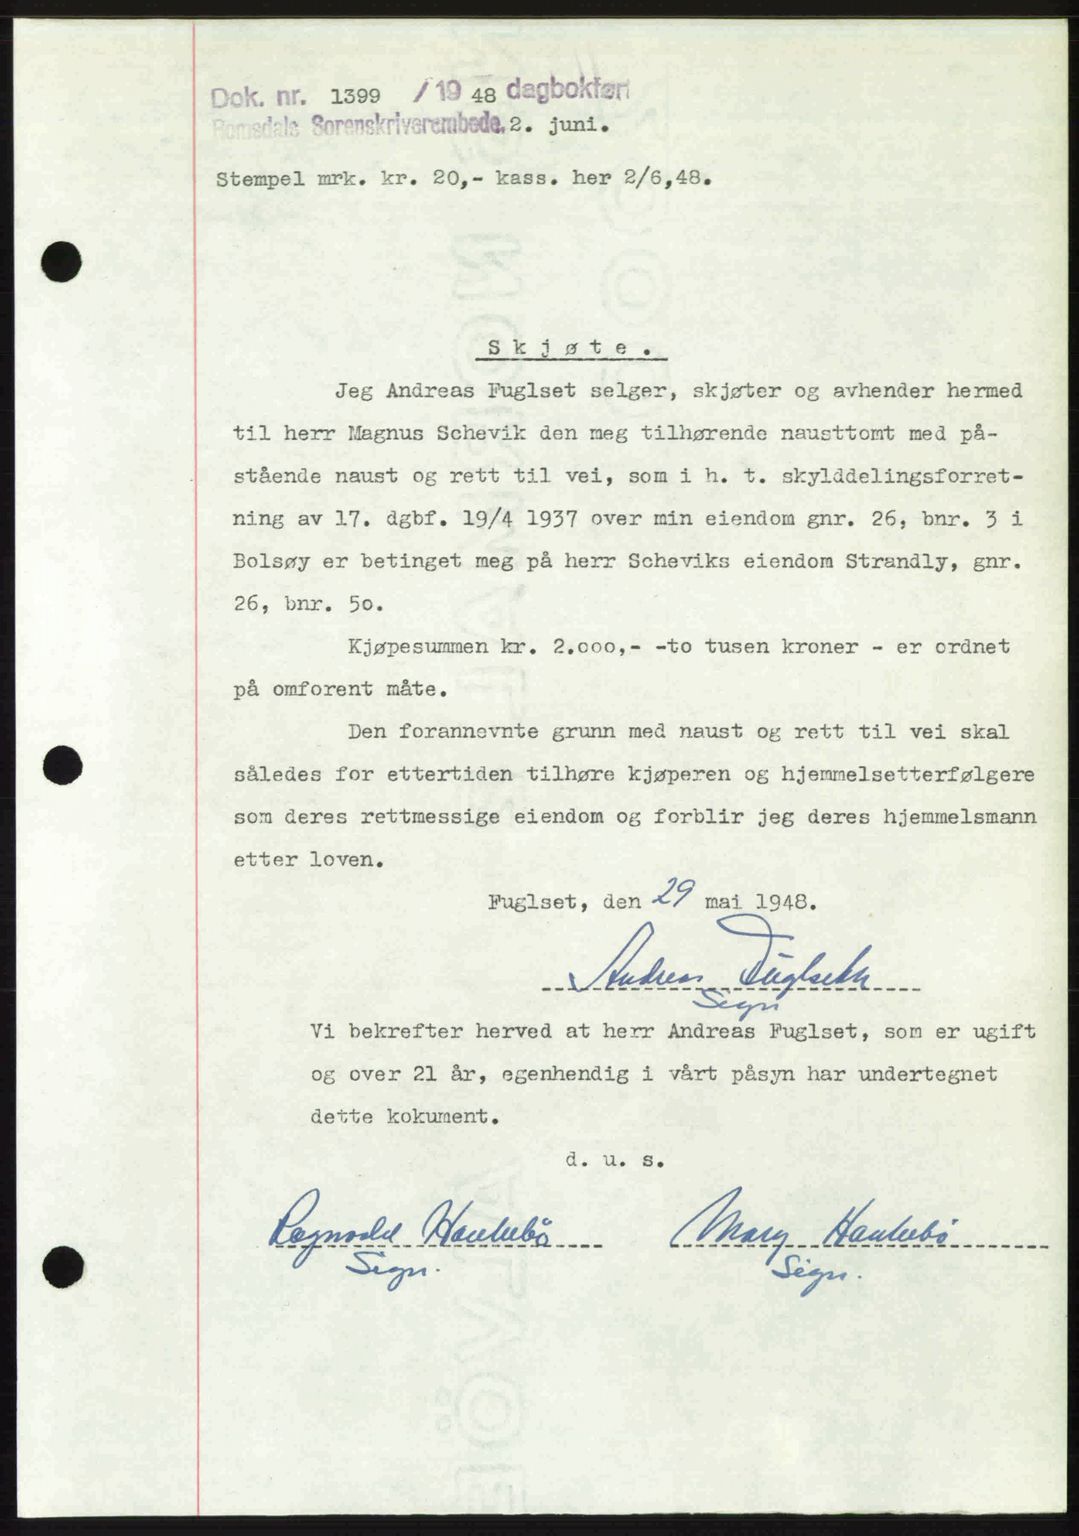 Dok. nr. 1399 /19 48 dagbokført
Romsdals Sorenskriverembede, 2. juni.
Stempel mrk. kr. 20,- kass. her 2/6,48.
Skjøte.
Jeg Andreas Fuglset selger, skjøter og avhender hermed
til herr Magnus Schevik den meg tilhørende nausttomt med på-
stående naust og rett til vei, som i h. t. skylddelingsforret-
ning av 17. dgbf. 19/4 1937 over min eiendom gnr. 26, bnr. 3 i
Bolsøy er betinget meg på herr Scheviks eiendom Strandly, gnr.
26, bnr. 5o.
Kjøpesummen kr. 2.ooo,- -to tusen kroner - er ordnet
på omforent måte.
Den forannevnte grunn med naust og rett til vei skal
således for ettertiden tilhøre kjøperen og hjemmelsetterfølgere
som deres rettmessige eiendom og forblir jeg deres hjemmelsmann
etter loven.
Fuglset, den 29 mai 1948.
Andreas Fuglseth
Sign
Vi bekrefter herved at herr Andreas Fuglset, som er ugift
og over 21 år, egenhendig i vårt påsyn har undertegnet
dette kokument.
d. u. s.
Ragnvald Haukebö Mary Haukebö
Sign. Sign.